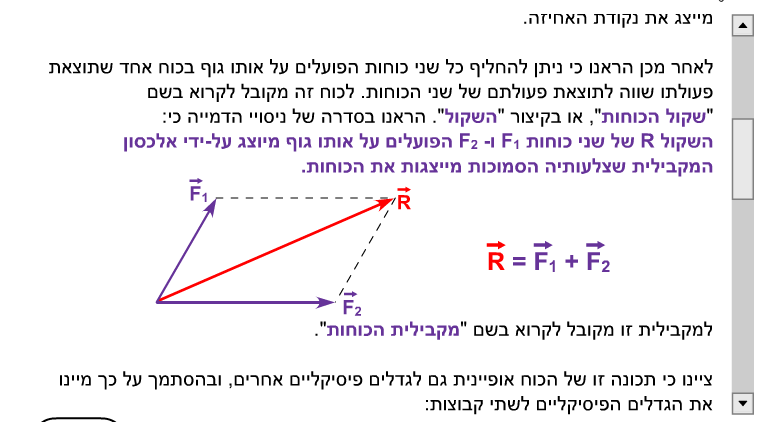 מייצג את נקודת האחיזה.
לאחר מכן הראנו כי ניתן להחליף כל שני כוחות הפועלים על אותו גוף בכוח אחד שתוצאת
פעולתו שווה לתוצאת פעולתם של שני הכוחות. לכוח זה מקובל לקרוא בשם
"שקול הכוחות", או בקיצור "השקול". הראנו בסדרה של ניסויי הדמייה כי:
השקול R של שני כוחות F₁ ו- F₂ הפועלים על אותו גוף מיוצג על-ידי אלכסון
המקבילית שצלעותיה הסמוכות מייצגות את הכוחות.
F⃗₁
R⃗
R⃗ = F⃗₁ + F⃗₂
F⃗₂
למקבילית זו מקובל לקרוא בשם "מקבילית הכוחות".
ציינו כי תכונה זו של הכוח אופיינית גם לגדלים פיסיקליים אחרים, ובהסתמך על כך מיינו
את הגדלים הפיסיקליים לשתי קבוצות: